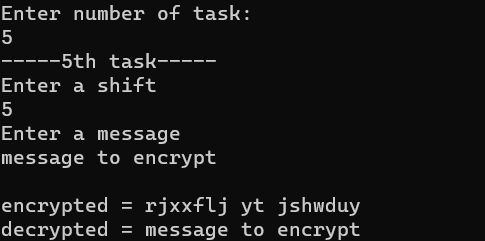 Enter number of task:
5
-----5th task-----
Enter a shift
5
Enter a message
message to encrypt
encrypted = rjxxflj yt jshwduy
decrypted = message to encrypt